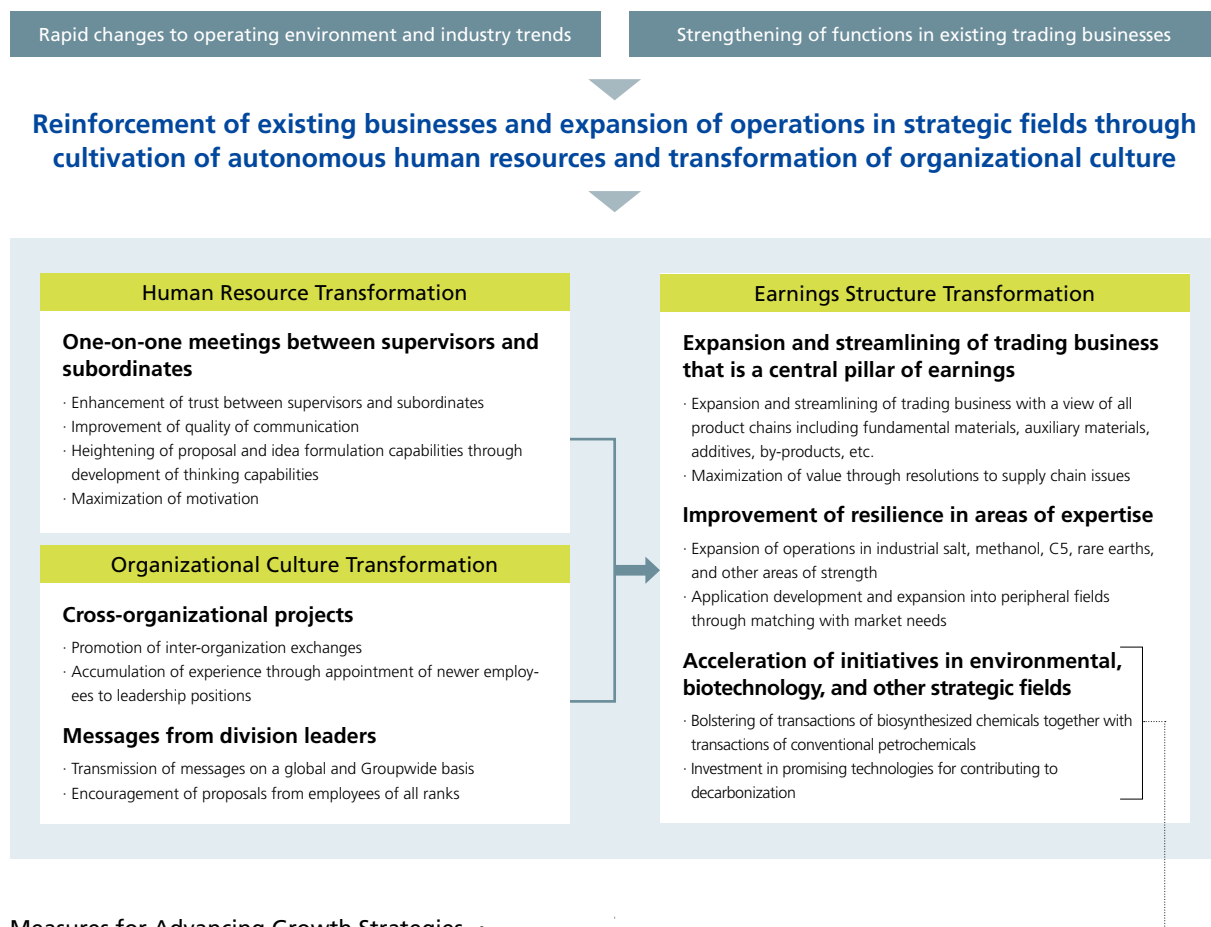 Rapid changes to operating environment and industry trends
Strengthening of functions in existing trading businesses
Reinforcement of existing businesses and expansion of operations in strategic fields through
cultivation of autonomous human resources and transformation of organizational culture
Human Resource Transformation
One-on-one meetings between supervisors and
subordinates
· Enhancement of trust between supervisors and subordinates
· Improvement of quality of communication
· Heightening of proposal and idea formulation capabilities through
development of thinking capabilities
· Maximization of motivation
Organizational Culture Transformation
Cross-organizational projects
· Promotion of inter-organization exchanges
· Accumulation of experience through appointment of newer employ-
ees to leadership positions
Messages from division leaders
· Transmission of messages on a global and Groupwide basis
· Encouragement of proposals from employees of all ranks
Earnings Structure Transformation
Expansion and streamlining of trading business
that is a central pillar of earnings
· Expansion and streamlining of trading business with a view of all
product chains including fundamental materials, auxiliary materials,
additives, by-products, etc.
· Maximization of value through resolutions to supply chain issues
Improvement of resilience in areas of expertise
· Expansion of operations in industrial salt, methanol, C5, rare earths,
and other areas of strength
· Application development and expansion into peripheral fields
through matching with market needs
Acceleration of initiatives in environmental,
biotechnology, and other strategic fields
· Bolstering of transactions of biosynthesized chemicals together with
transactions of conventional petrochemicals
· Investment in promising technologies for contributing to
decarbonization
Measures for Advancing Growth Strategies